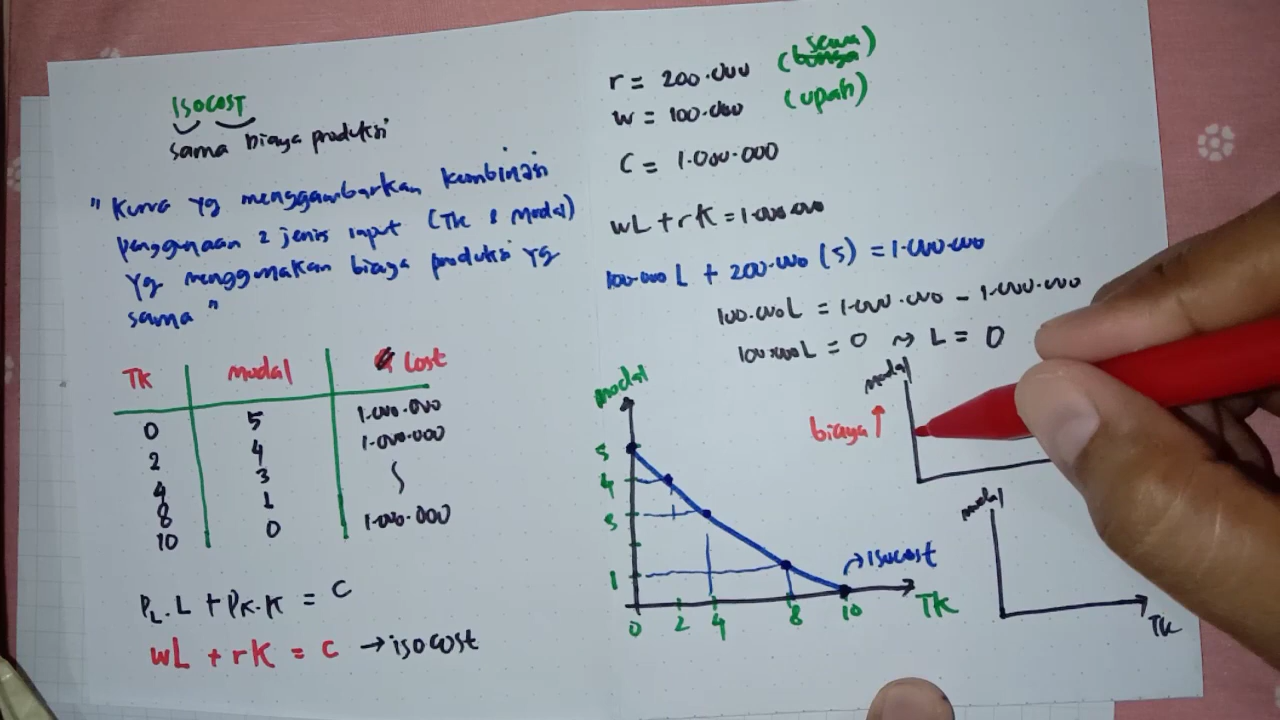 ISOCOST
sama biaya produksi
"Kurva yg menggambarkan kombinasi
penggunaan 2 jenis input (TK & Modal)
yg menggunakan biaya produksi yg
sama"
TK modal Cost
0 5 1.000.000
2 4 1.000.000
4 3
8 1
10 0 1.000.000
PL.L + PK.K = C
wL + rK = C → isocost
r = 200.000 (sewa)
w = 100.000 (upah)
C = 1.000.000
wL + rK = 1.000.000
100.000 L + 200.000 (5) = 1.000.000
100.000L = 1.000.000 - 1.000.000
100.000L = 0 → L = 0
modal
5
4
3
1
0 2 4 8 10 TK
isocost
modal
biaya ↑
modal
TK